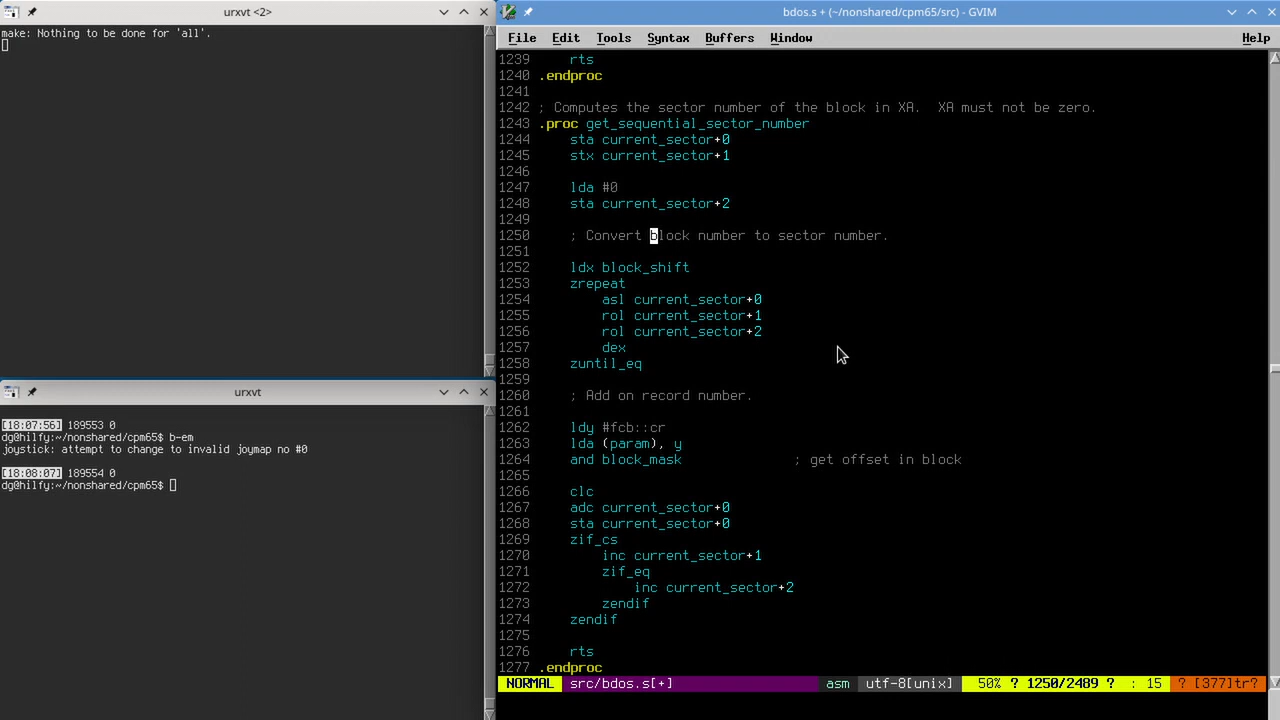 urxvt <2>
make: Nothing to be done for 'all'.
urxvt
[18:07:56] 189553 0
dg@hilfy:~/nonshared/cpm65$ b-em
joystick: attempt to change to invalid joymap no #0
[18:08:07] 189554 0
dg@hilfy:~/nonshared/cpm65$
bdos.s + (~/nonshared/cpm65/src) - GVIM
File Edit Tools Syntax Buffers Window Help
1239     rts
1240 .endproc
1241
1242 ; Computes the sector number of the block in XA.  XA must not be zero.
1243 .proc get_sequential_sector_number
1244     sta current_sector+0
1245     stx current_sector+1
1246
1247     lda #0
1248     sta current_sector+2
1249
1250     ; Convert block number to sector number.
1251
1252     ldx block_shift
1253     zrepeat
1254         asl current_sector+0
1255         rol current_sector+1
1256         rol current_sector+2
1257         dex
1258     zuntil_eq
1259
1260     ; Add on record number.
1261
1262     ldy #fcb::cr
1263     lda (param), y
1264     and block_mask              ; get offset in block
1265
1266     clc
1267     adc current_sector+0
1268     sta current_sector+0
1269     zif_cs
1270         inc current_sector+1
1271         zif_eq
1272             inc current_sector+2
1273         zendif
1274     zendif
1275
1276     rts
1277 .endproc
NORMAL src/bdos.s[+] asm utf-8[unix] 50% ? 1250/2489 ? : 15 ? [377]tr?